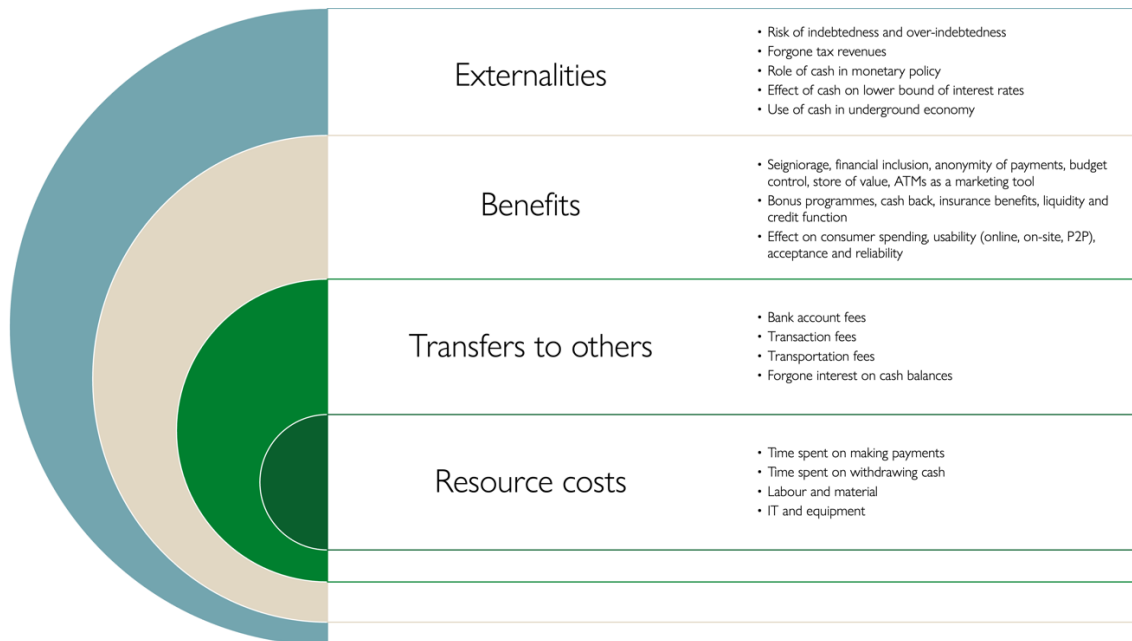 Externalities
• Risk of indebtedness and over-indebtedness
• Forgone tax revenues
• Role of cash in monetary policy
• Effect of cash on lower bound of interest rates
• Use of cash in underground economy
Benefits
• Seigniorage, financial inclusion, anonymity of payments, budget
control, store of value, ATMs as a marketing tool
• Bonus programmes, cash back, insurance benefits, liquidity and
credit function
• Effect on consumer spending, usability (online, on-site, P2P),
acceptance and reliability
Transfers to others
• Bank account fees
• Transaction fees
• Transportation fees
• Forgone interest on cash balances
Resource costs
• Time spent on making payments
• Time spent on withdrawing cash
• Labour and material
• IT and equipment